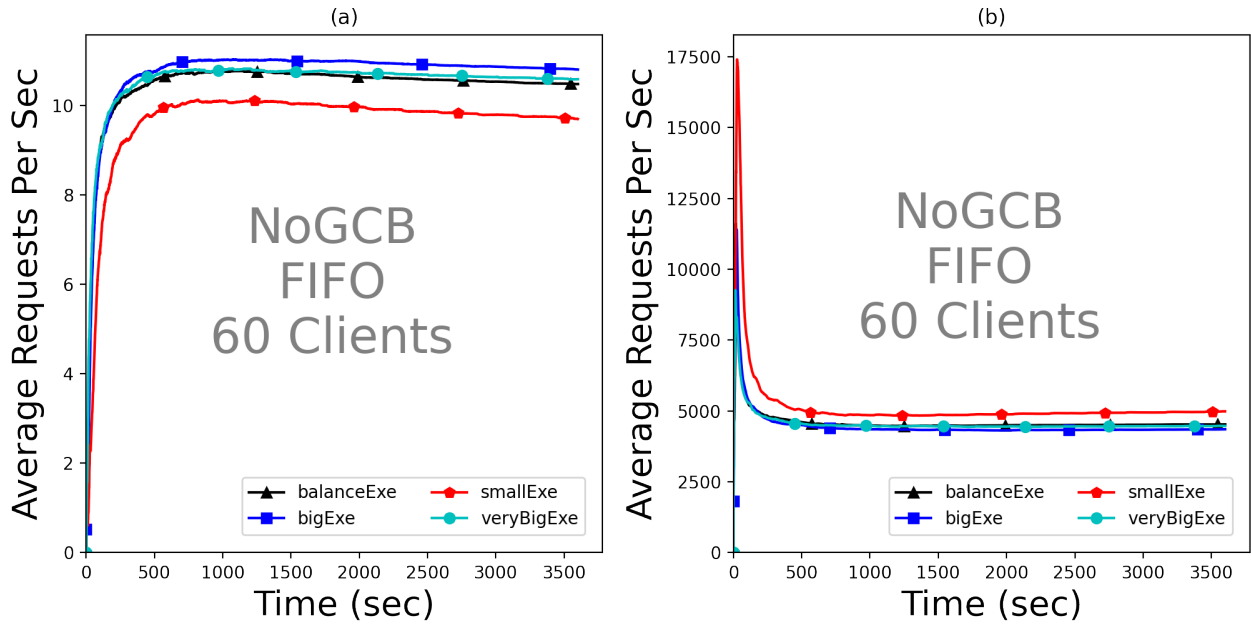 (a)
Average Requests Per Sec
10
8
6
4
2
0
NoGCB
FIFO
60 Clients
balanceExe
bigExe
smallExe
veryBigExe
0 500 1000 1500 2000 2500 3000 3500
Time (sec)
(b)
Average Requests Per Sec
17500
15000
12500
10000
7500
5000
2500
0
NoGCB
FIFO
60 Clients
balanceExe
bigExe
smallExe
veryBigExe
0 500 1000 1500 2000 2500 3000 3500
Time (sec)